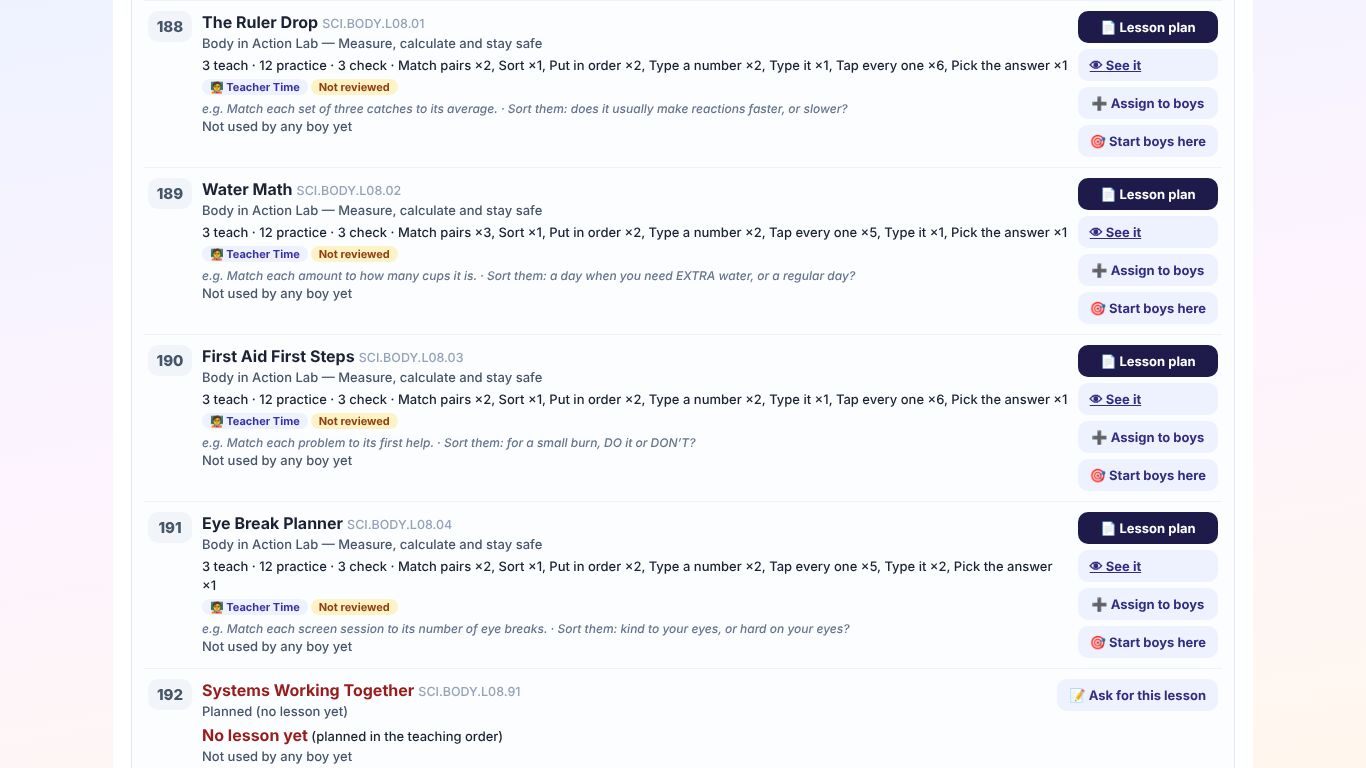 188
The Ruler Drop SCI.BODY.L08.01
Body in Action Lab — Measure, calculate and stay safe
3 teach · 12 practice · 3 check · Match pairs ×2, Sort ×1, Put in order ×2, Type a number ×2, Type it ×1, Tap every one ×6, Pick the answer ×1
Teacher Time Not reviewed
e.g. Match each set of three catches to its average. · Sort them: does it usually make reactions faster, or slower?
Not used by any boy yet
Lesson plan
See it
Assign to boys
Start boys here
189
Water Math SCI.BODY.L08.02
Body in Action Lab — Measure, calculate and stay safe
3 teach · 12 practice · 3 check · Match pairs ×3, Sort ×1, Put in order ×2, Type a number ×2, Tap every one ×5, Type it ×1, Pick the answer ×1
Teacher Time Not reviewed
e.g. Match each amount to how many cups it is. · Sort them: a day when you need EXTRA water, or a regular day?
Not used by any boy yet
Lesson plan
See it
Assign to boys
Start boys here
190
First Aid First Steps SCI.BODY.L08.03
Body in Action Lab — Measure, calculate and stay safe
3 teach · 12 practice · 3 check · Match pairs ×2, Sort ×1, Put in order ×2, Type a number ×2, Type it ×1, Tap every one ×6, Pick the answer ×1
Teacher Time Not reviewed
e.g. Match each problem to its first help. · Sort them: for a small burn, DO it or DON'T?
Not used by any boy yet
Lesson plan
See it
Assign to boys
Start boys here
191
Eye Break Planner SCI.BODY.L08.04
Body in Action Lab — Measure, calculate and stay safe
3 teach · 12 practice · 3 check · Match pairs ×2, Sort ×1, Put in order ×2, Type a number ×2, Tap every one ×5, Type it ×2, Pick the answer
×1
Teacher Time Not reviewed
e.g. Match each screen session to its number of eye breaks. · Sort them: kind to your eyes, or hard on your eyes?
Not used by any boy yet
Lesson plan
See it
Assign to boys
Start boys here
192
Systems Working Together SCI.BODY.L08.91
Planned (no lesson yet)
No lesson yet (planned in the teaching order)
Not used by any boy yet
Ask for this lesson